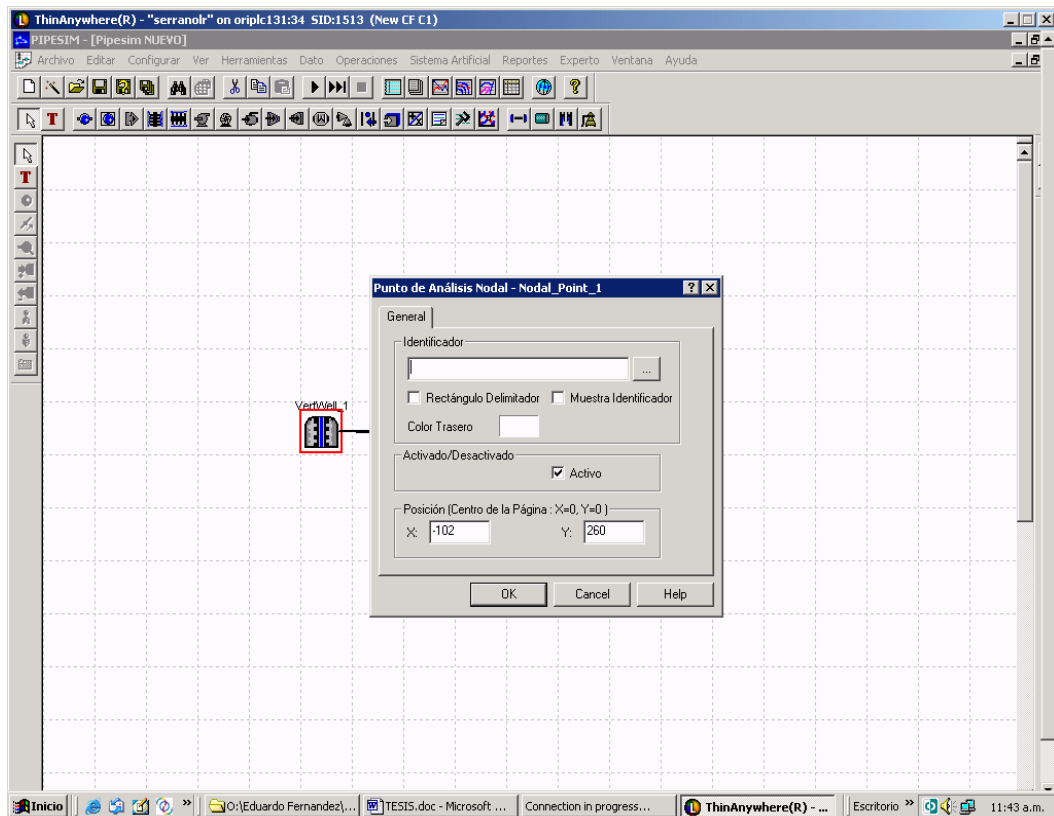 ThinAnywhere(R) - "serranolr" on oriplc131:34 SID:1513 (New CF C1)
PIPESIM - [Pipesim NUEVO]
Archivo Editar Configurar Ver Herramientas Dato Operaciones Sistema Artificial Reportes Experto Ventana Ayuda
T
T
VertWell_1
Punto de Análisis Nodal - Nodal_Point_1
General
Identificador
...
Rectángulo Delimitador Muestra Identificador
Color Trasero
Activado/Desactivado
Activo
Posición (Centro de la Página : X=0, Y=0 )
X: -102 Y: 260
OK Cancel Help
Inicio » O:\Eduardo Fernandez\... TESIS.doc - Microsoft ... Connection in progress... ThinAnywhere(R) - ... Escritorio » 11:43 a.m.